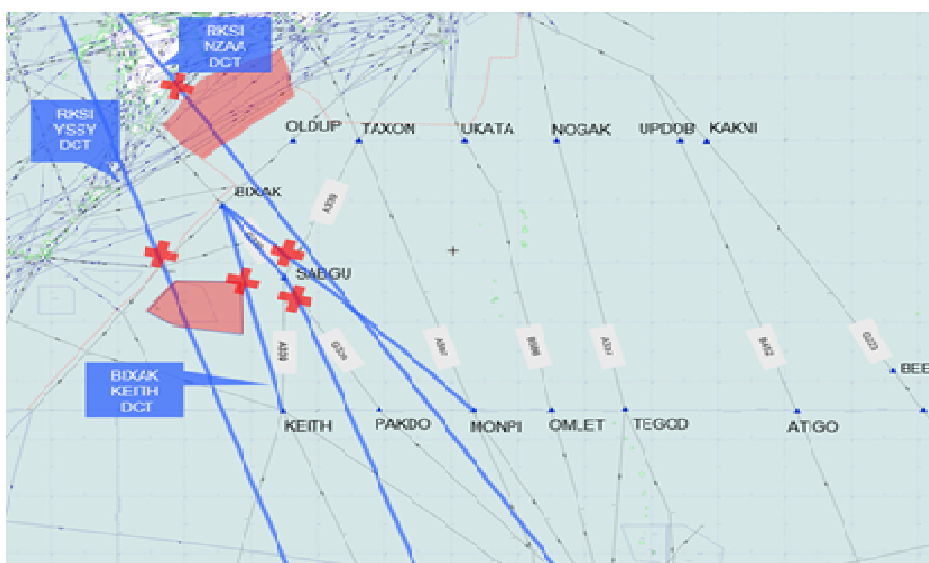 RKSI
NZAA
DCT
RKSI
YSSY
DCT
OLDUP
TAXON
UKATA
NOGAK
UPDOB
KAKNI
BIXAK
SABGU
BIXAK
KEITH
DCT
BEE
KEITH
PAKDO
MONPI
OMLET
TEGOD
ATIGO